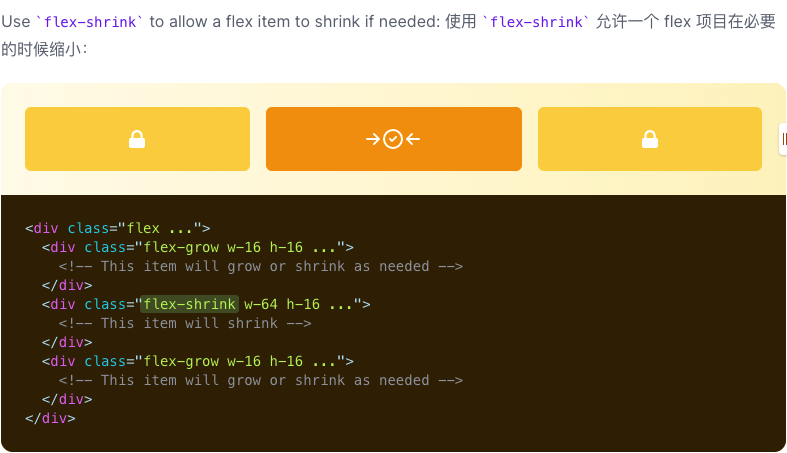 Use `flex-shrink` to allow a flex item to shrink if needed: 使用 `flex-shrink` 允许一个 flex 项目在必要
的时候缩小：
<div class="flex ...">
  <div class="flex-grow w-16 h-16 ...">
    <!-- This item will grow or shrink as needed -->
  </div>
  <div class="flex-shrink w-64 h-16 ...">
    <!-- This item will shrink -->
  </div>
  <div class="flex-grow w-16 h-16 ...">
    <!-- This item will grow or shrink as needed -->
  </div>
</div>